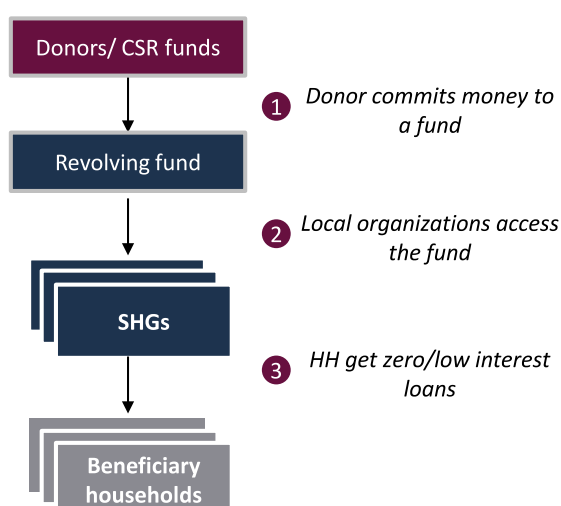 Donors/ CSR funds
1 Donor commits money to
a fund
Revolving fund
2 Local organizations access
the fund
SHGs
3 HH get zero/low interest
loans
Beneficiary
households